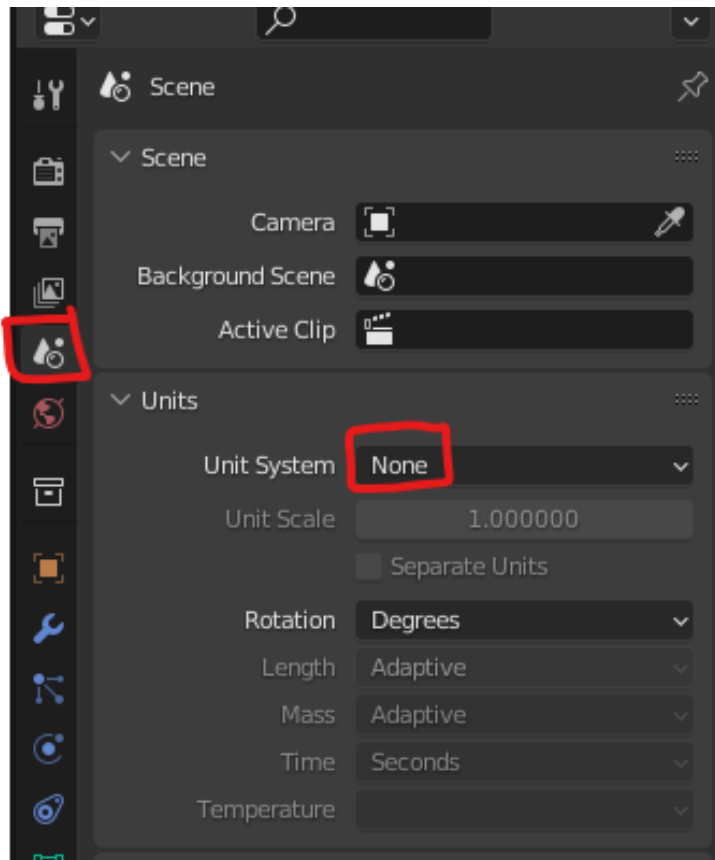 Scene
Scene
Camera
Background Scene
Active Clip
Units
Unit System None
Unit Scale 1.000000
Separate Units
Rotation Degrees
Length Adaptive
Mass Adaptive
Time Seconds
Temperature